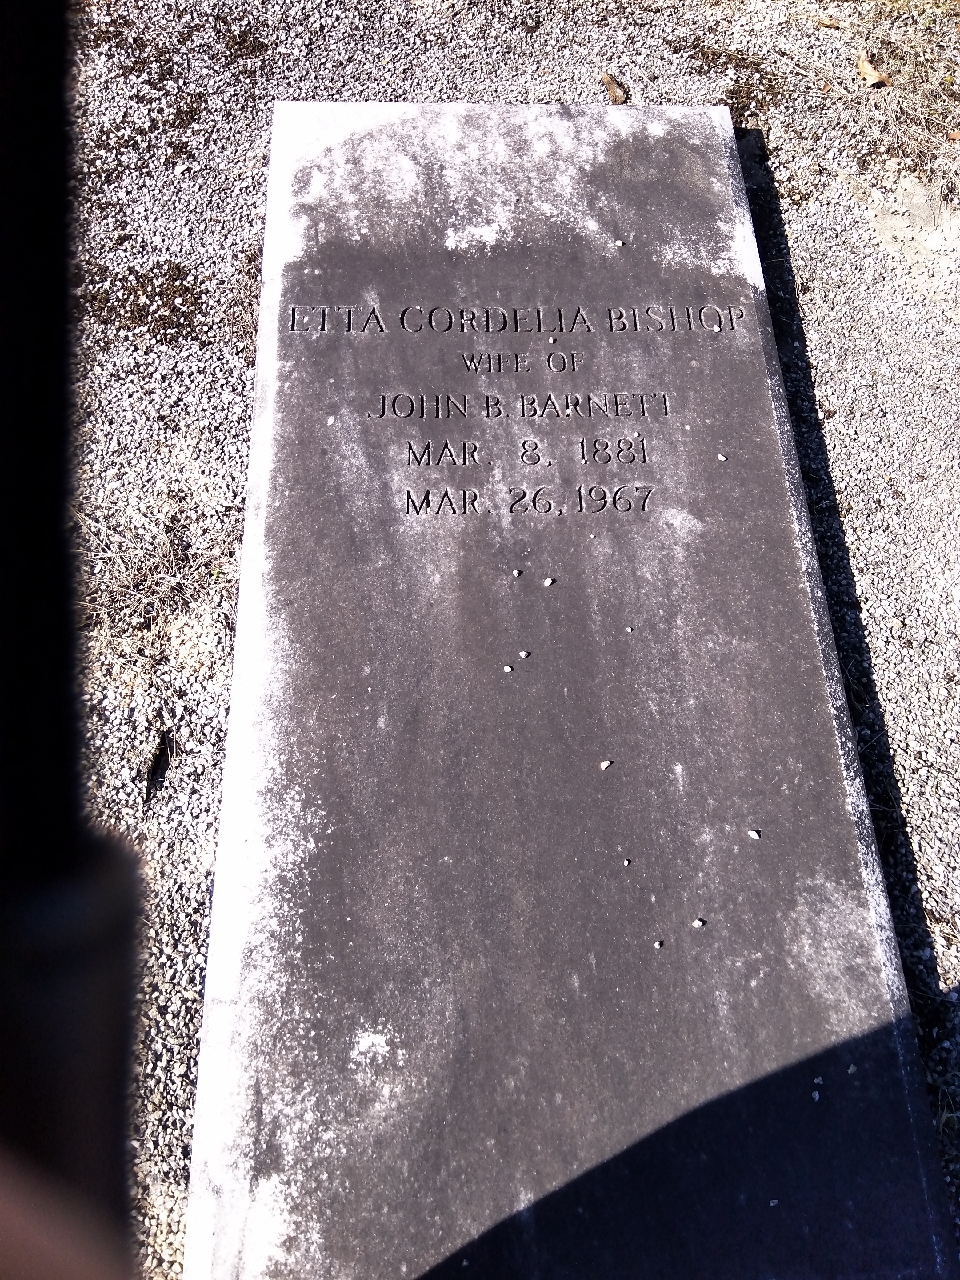 ETTA CORDELIA BISHOP
WIFE OF
JOHN B. BARNETT
MAR. 8, 1881
MAR. 26, 1967